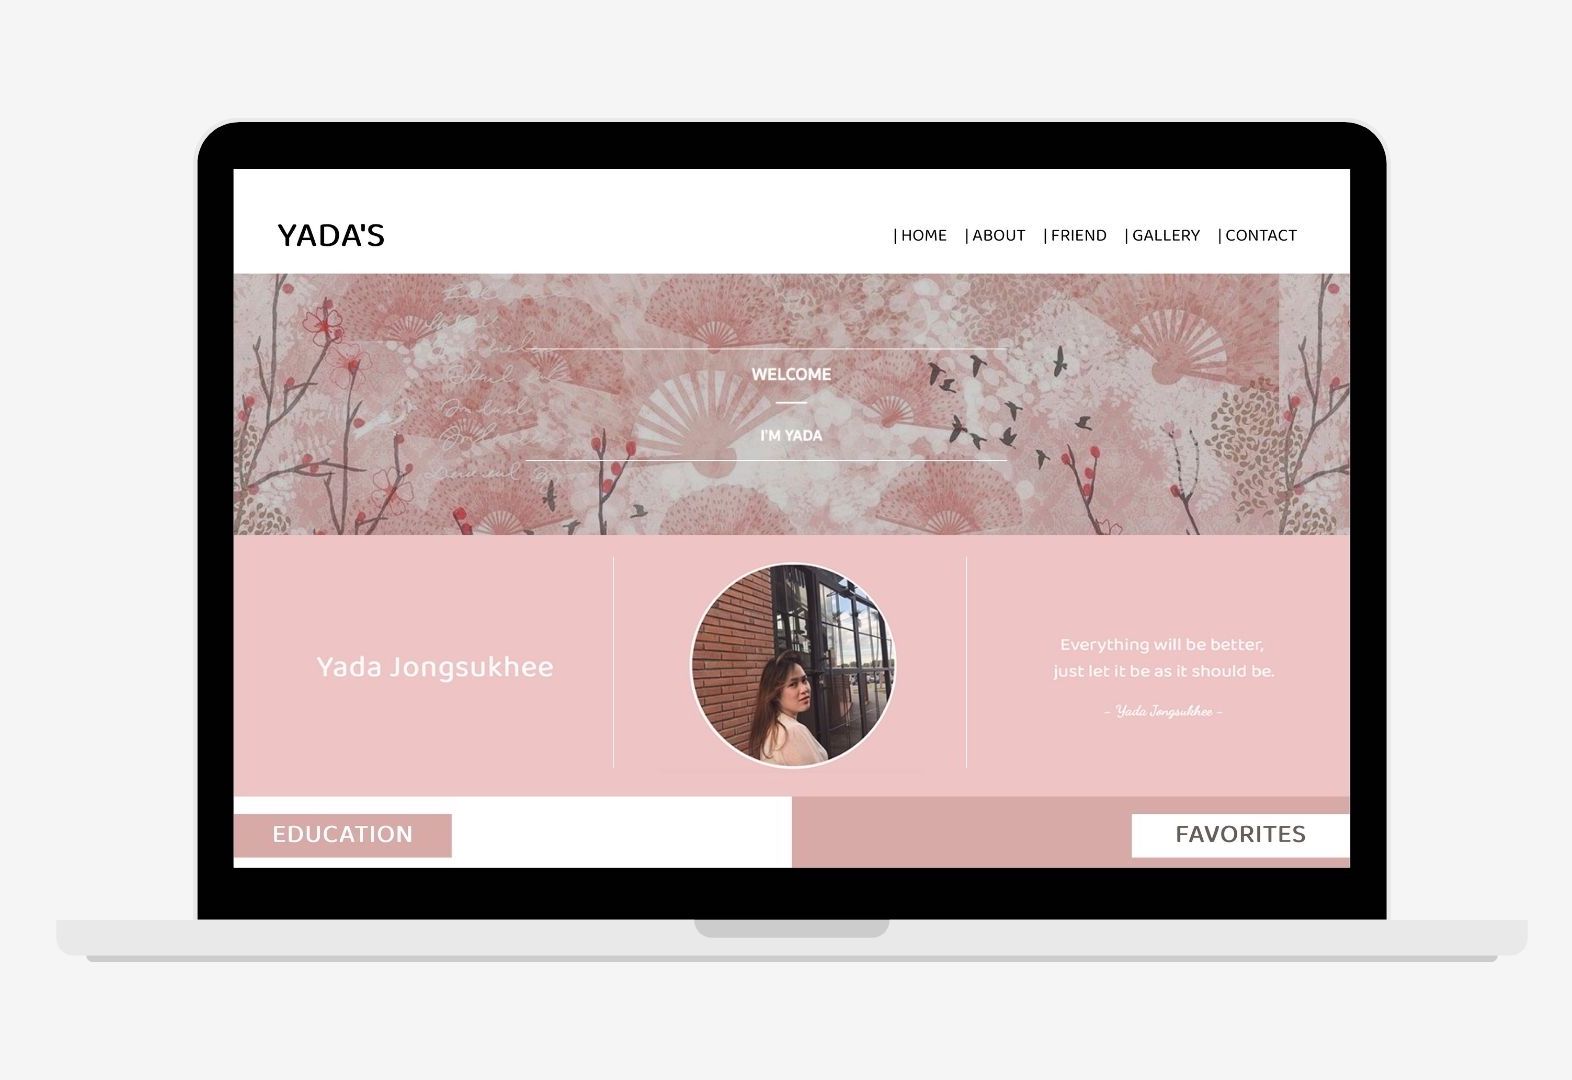 YADA'S
| HOME | ABOUT | FRIEND | GALLERY | CONTACT
WELCOME
I'M YADA
Yada Jongsukhee
Everything will be better,
just let it be as it should be.
~ Yada Jongsukhee ~
EDUCATION
FAVORITES